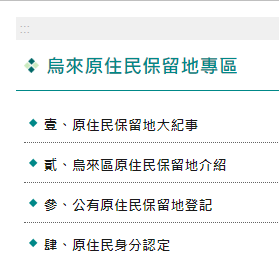 :::
烏來原住民保留地專區
壹、原住民保留地大紀事
貳、烏來區原住民保留地介紹
參、公有原住民保留地登記
肆、原住民身分認定